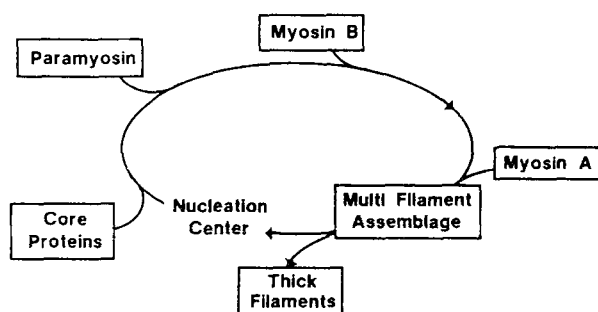 Myosin B
Paramyosin
Myosin A
Multi Filament
Assemblage
Nucleation
Center
Core
Proteins
Thick
Filaments